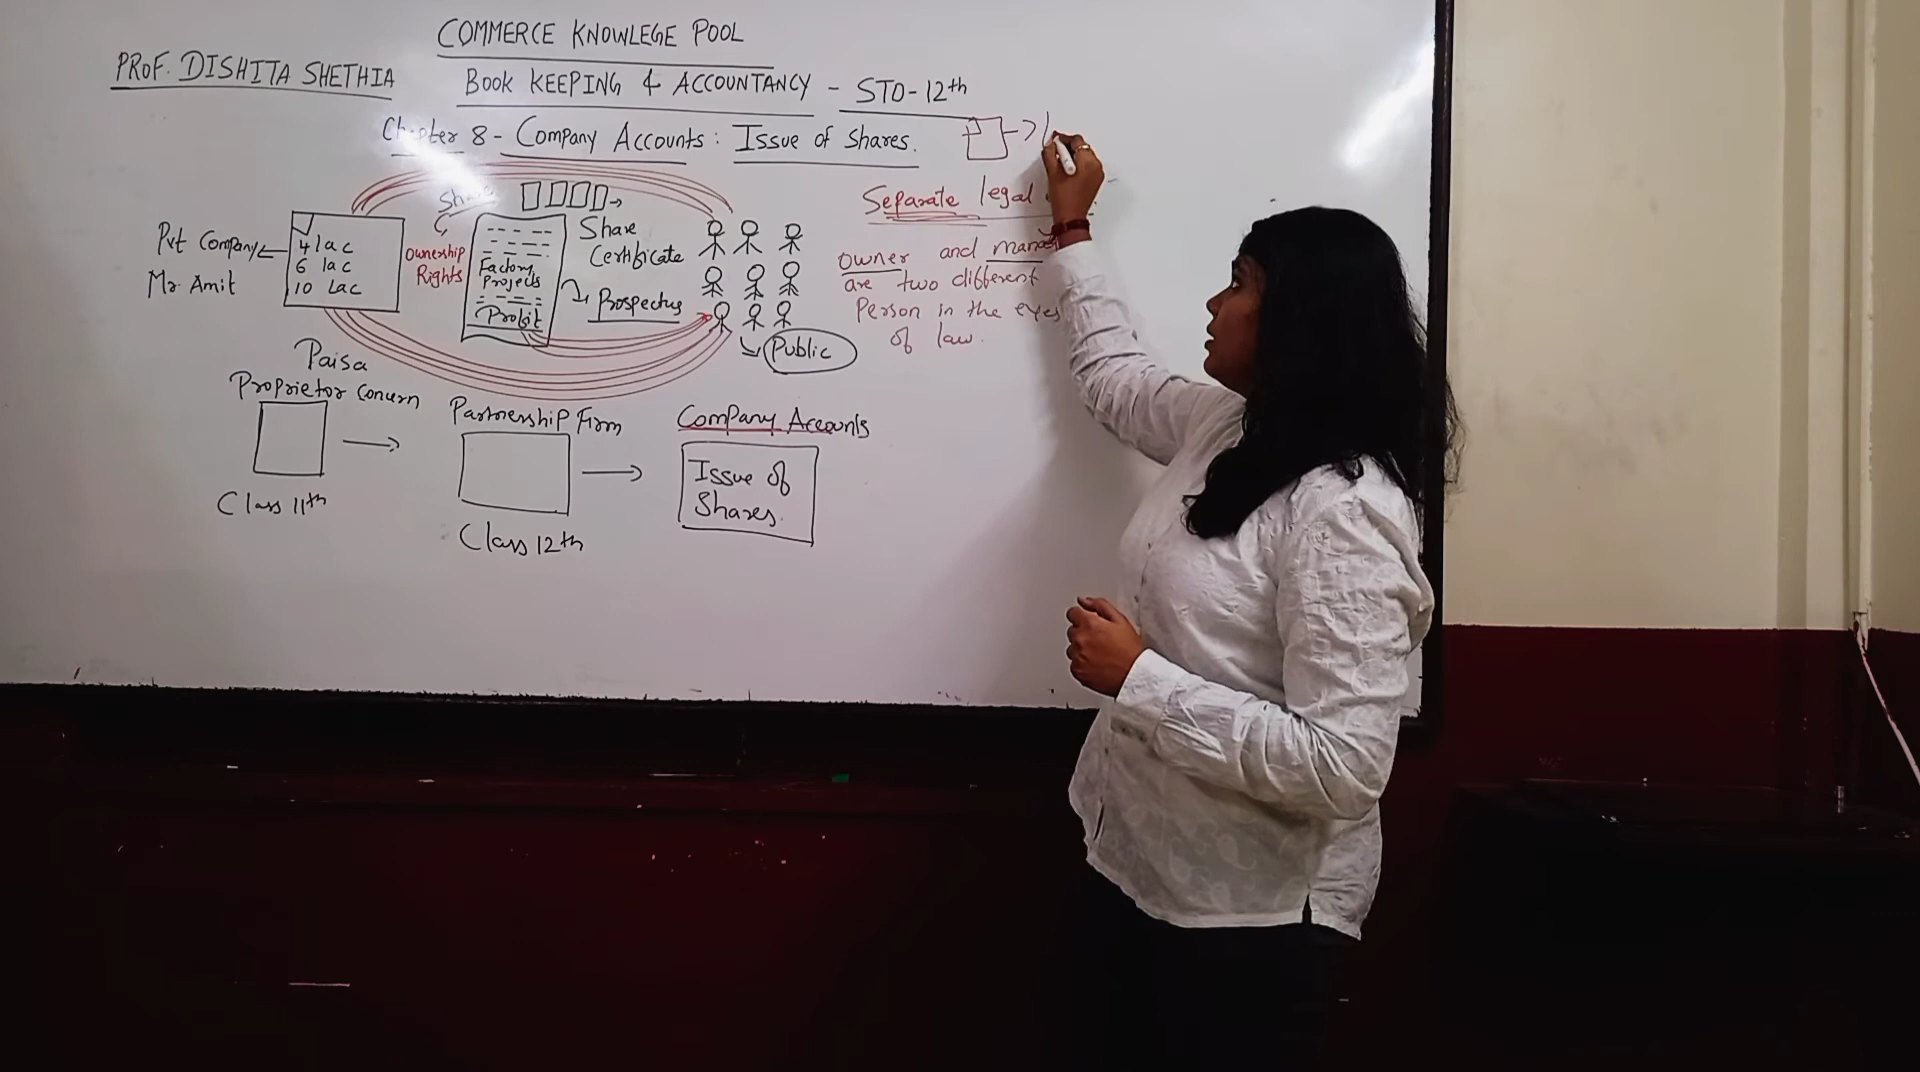 COMMERCE KNOWLEGE POOL
PROF. DISHITA SHETHIA
BOOK KEEPING & ACCOUNTANCY - STD-12th
Chapter 8 - Company Accounts : Issue of Shares.
Pvt Company
Mr. Amit
4 lac
6 lac
10 Lac
Paisa
Ownership
Rights
Factory
Projects
Profit
Share
Certificate
Prospectus
Public
Separate legal
owner and
are two different
Person in the eyes
of law.
Proprietor Concern
Class 11th
Partnership Firm
Class 12th
Company Accounts
Issue of
Shares.